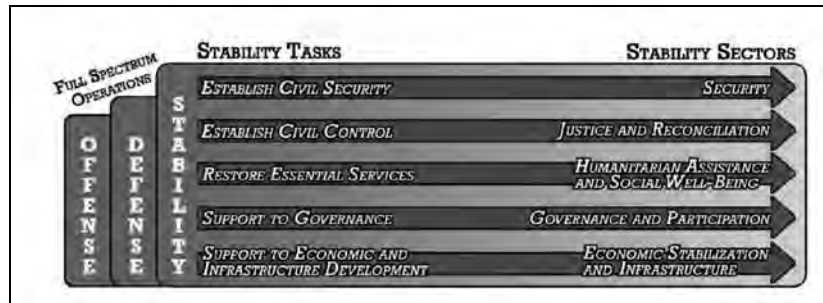 STABILITY TASKS STABILITY SECTORS
FULL SPECTRUM
OPERATIONS
OFFENSE
DEFENSE
STABILITY
ESTABLISH CIVIL SECURITY SECURITY
ESTABLISH CIVIL CONTROL JUSTICE AND RECONCILIATION
RESTORE ESSENTIAL SERVICES HUMANITARIAN ASSISTANCE
AND SOCIAL WELL-BEING
SUPPORT TO GOVERNANCE GOVERNANCE AND PARTICIPATION
SUPPORT TO ECONOMIC AND
INFRASTRUCTURE DEVELOPMENT
ECONOMIC STABILIZATION
AND INFRASTRUCTURE